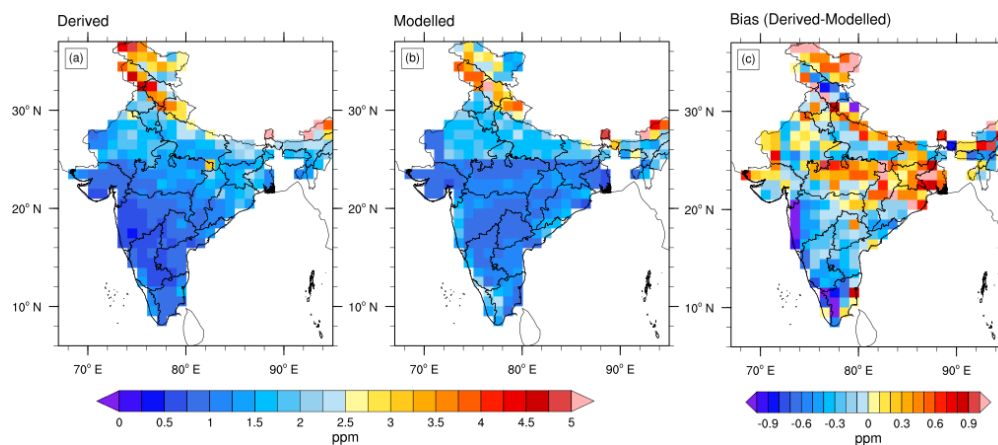 Derived
Modelled
Bias (Derived-Modelled)
(a)
(b)
(c)
30° N
30° N
30° N
20° N
20° N
20° N
10° N
10° N
10° N
70° E
80° E
90° E
70° E
80° E
90° E
70° E
80° E
90° E
0 0.5 1 1.5 2 2.5 3 3.5 4 4.5 5
ppm
-0.9 -0.6 -0.3 0 0.3 0.6 0.9
ppm